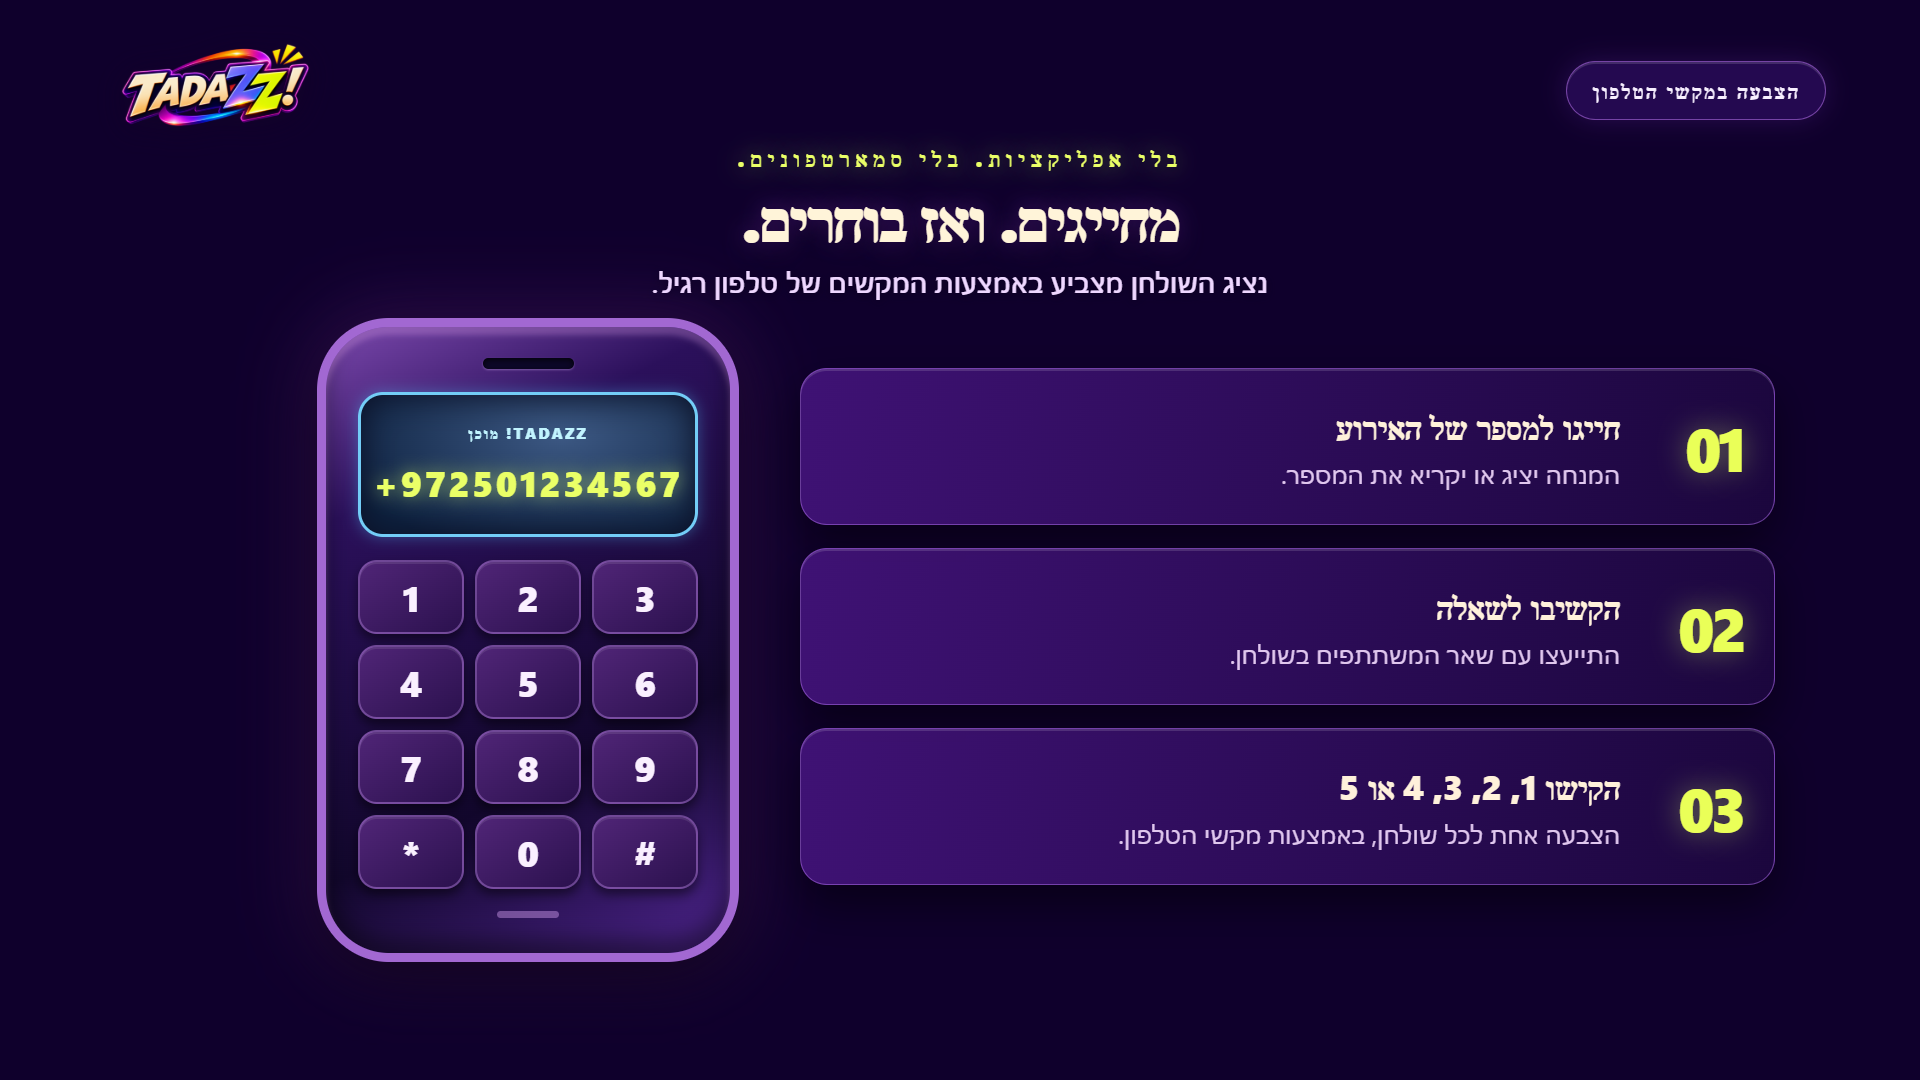 הצבעה במקשי הטלפון
TADAZZ!
בלי אפליקציות. בלי סמארטפונים.
מחייגים. ואז בוחרים.
נציג השולחן מצביע באמצעות המקשים של טלפון רגיל.
01
חייגו למספר של האירוע
המנחה יציג או יקריא את המספר.
02
הקשיבו לשאלה
התייעצו עם שאר המשתתפים בשולחן.
03
הקישו 1, 2, 3, 4 או 5
הצבעה אחת לכל שולחן, באמצעות מקשי הטלפון.
TADAZZ! מוכן
+972501234567
1 2 3
4 5 6
7 8 9
* 0 #